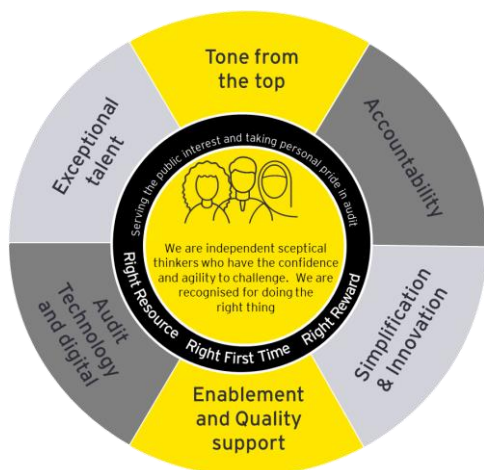 Tone from
the top
Accountability
Simplification
& Innovation
Enablement
and Quality
support
Audit
Technology
and digital
Exceptional
talent
Serving the public interest and taking personal pride in audit
We are independent sceptical
thinkers who have the confidence
and agility to challenge. We are
recognised for doing the
right thing
Right Resource Right First Time Right Reward